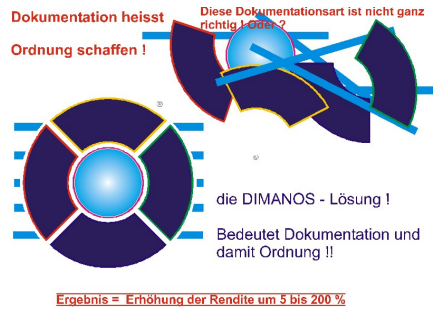 Dokumentation heisst
Ordnung schaffen !
Diese Dokumentationsart ist nicht ganz
richtig ! Oder ?
®
©
die DIMANOS - Lösung !
Bedeutet Dokumentation und
damit Ordnung !!
Ergebnis = Erhöhung der Rendite um 5 bis 200 %